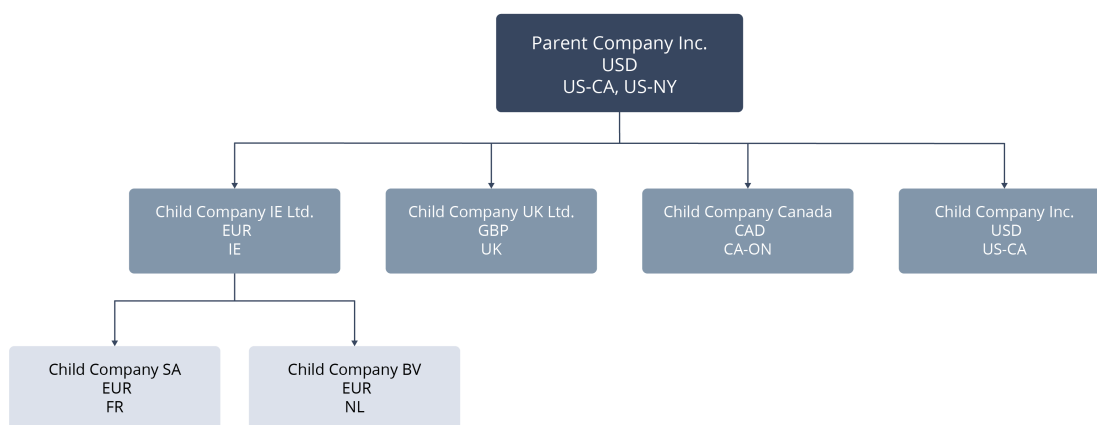 Parent Company Inc.
USD
US-CA, US-NY
Child Company IE Ltd.
EUR
IE
Child Company UK Ltd.
GBP
UK
Child Company Canada
CAD
CA-ON
Child Company Inc.
USD
US-CA
Child Company SA
EUR
FR
Child Company BV
EUR
NL